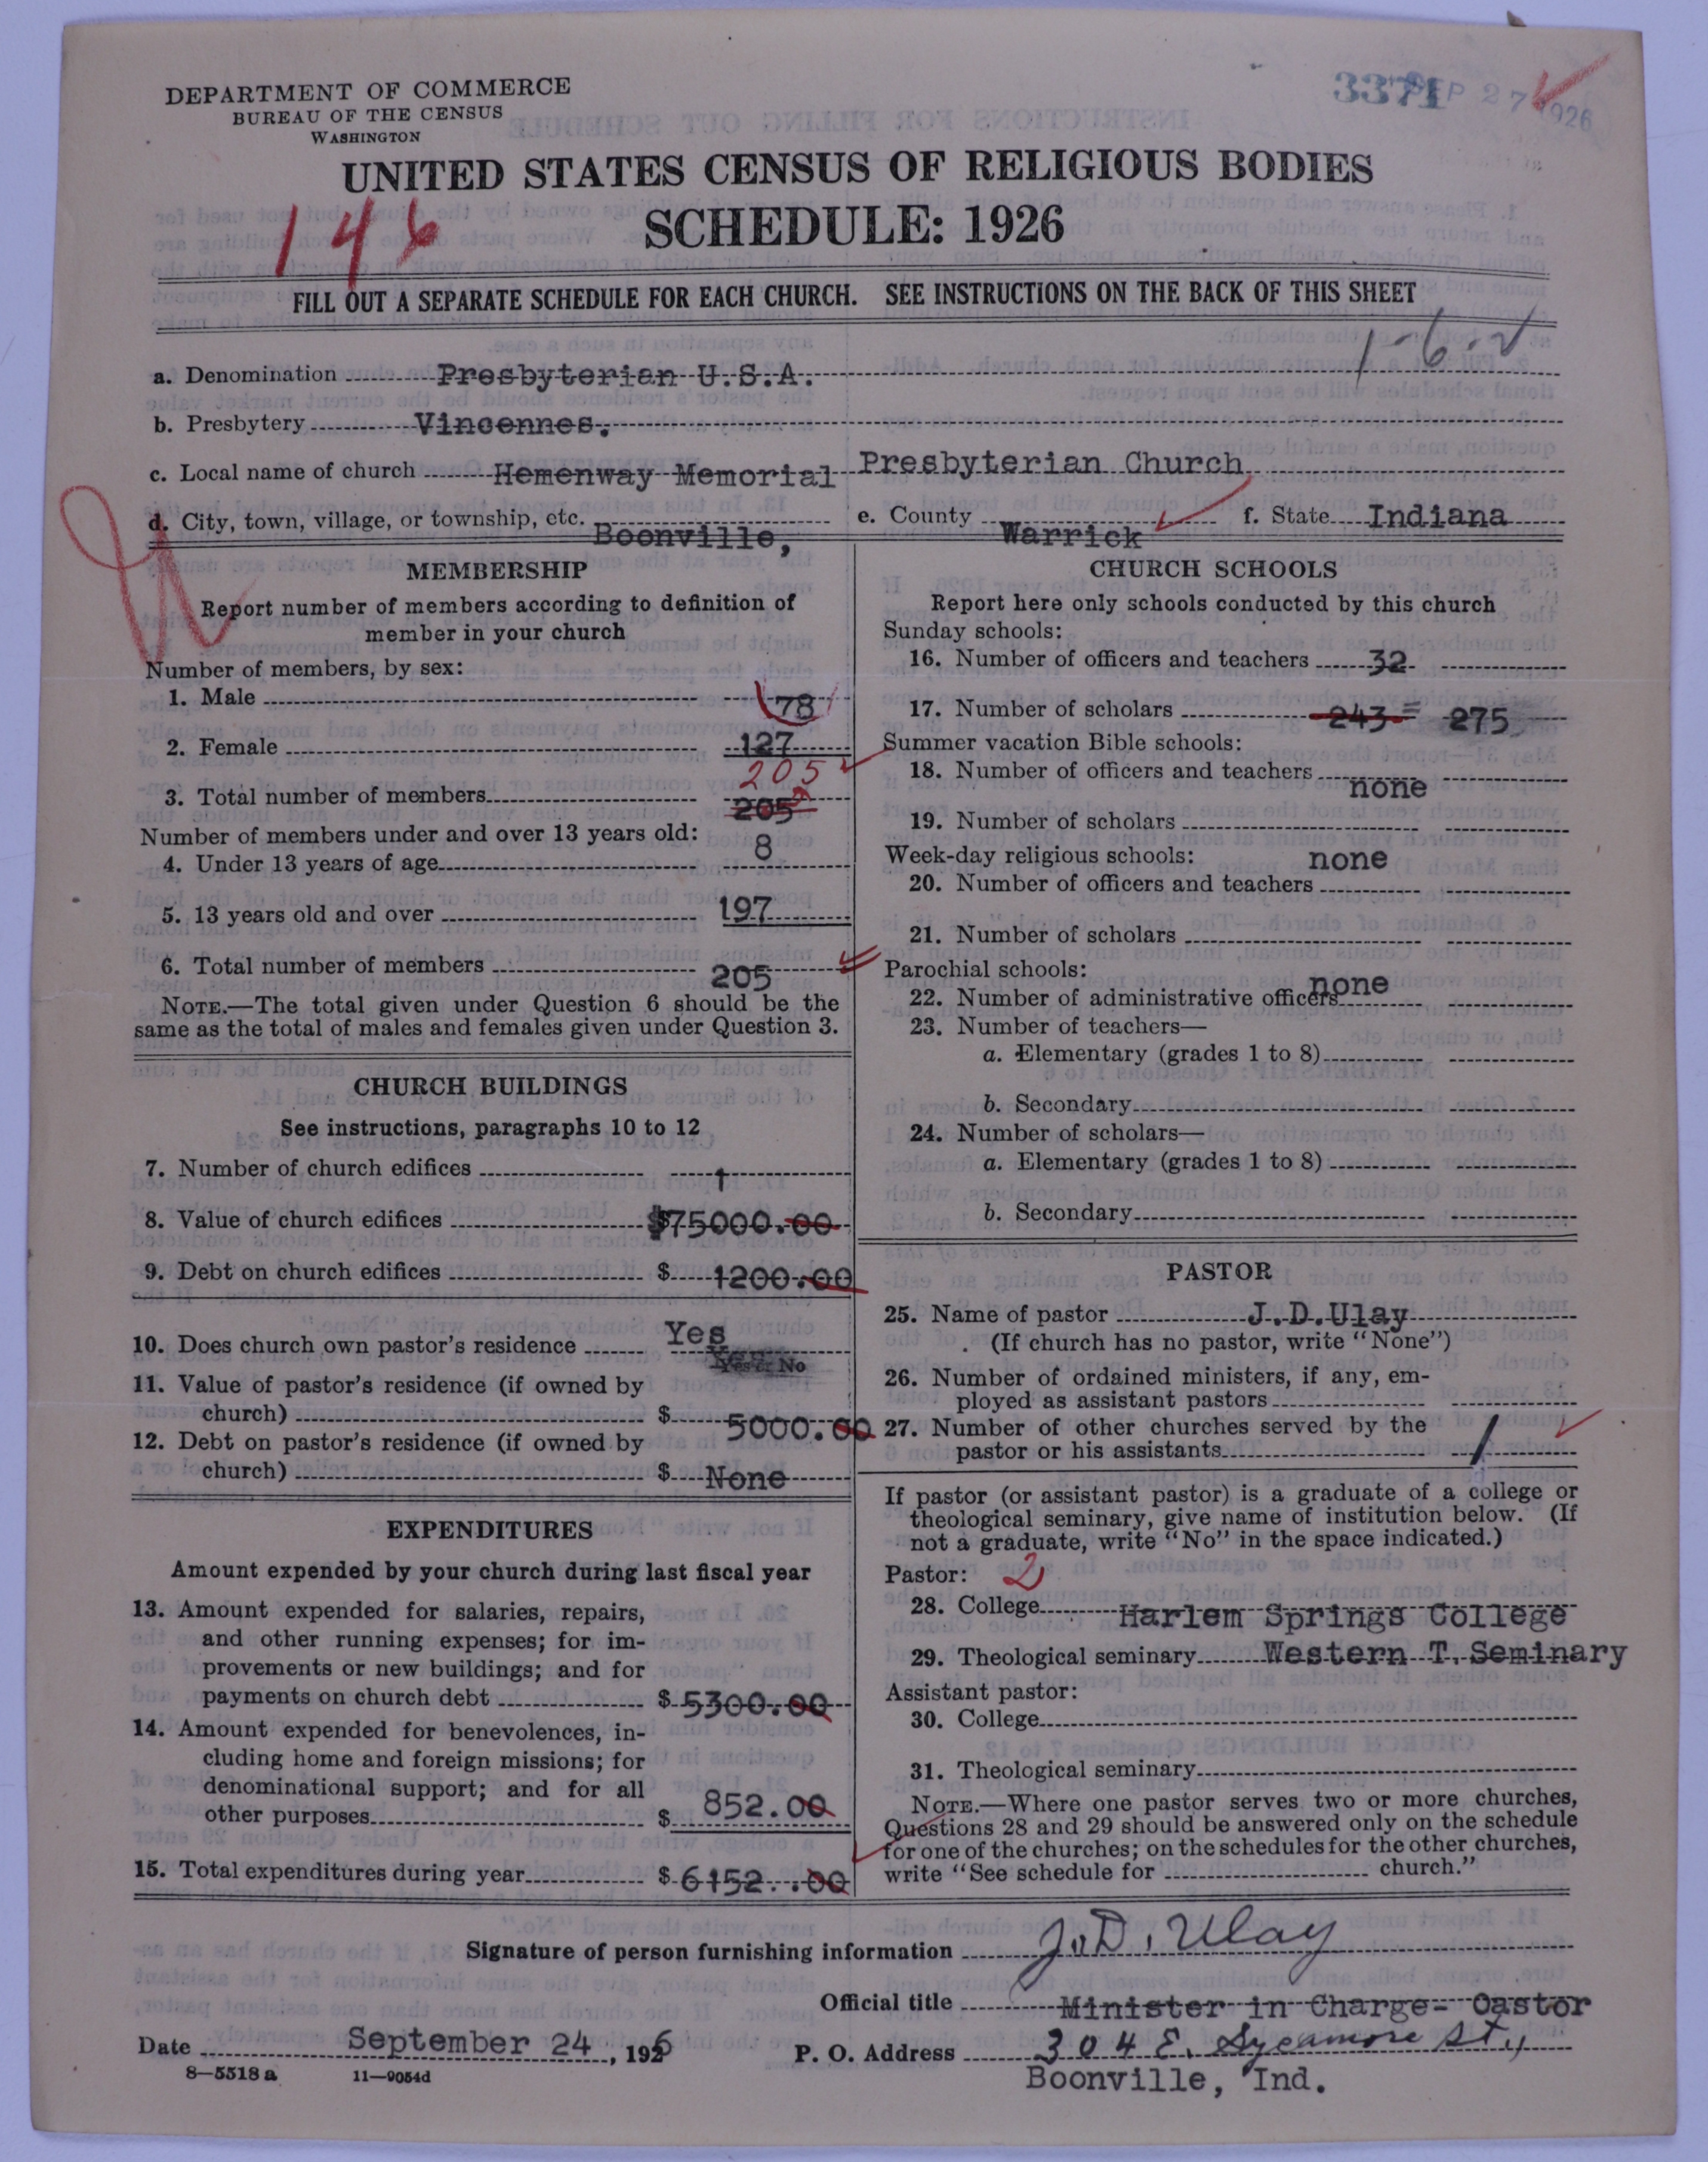 DEPARTMENT OF COMMERCE
BUREAU OF THE CENSUS
WASHINGTON
3371 SEP 27 1926
UNITED STATES CENSUS OF RELIGIOUS BODIES
146
SCHEDULE: 1926
FILL OUT A SEPARATE SCHEDULE FOR EACH CHURCH. SEE INSTRUCTIONS ON THE BACK OF THIS SHEET
a. Denomination Presbyterian U.S.A.
b. Presbytery Vincennes.
c. Local name of church Hemenway Memorial Presbyterian Church.
d. City, town, village, or township, etc. Boonville, e. County Warrick f. State Indiana
MEMBERSHIP
Report number of members according to definition of
member in your church
Number of members, by sex:
1. Male 78
2. Female 127
205
3. Total number of members 205
Number of members under and over 13 years old:
4. Under 13 years of age 8
5. 13 years old and over 197
6. Total number of members 205
NOTE.—The total given under Question 6 should be the
same as the total of males and females given under Question 3.
CHURCH BUILDINGS
See instructions, paragraphs 10 to 12
7. Number of church edifices 1
8. Value of church edifices $75000.00
9. Debt on church edifices $ 1200.00
10. Does church own pastor's residence Yes
Yes or No
11. Value of pastor's residence (if owned by
church) $ 5000.00
12. Debt on pastor's residence (if owned by
church) $ None
EXPENDITURES
Amount expended by your church during last fiscal year
13. Amount expended for salaries, repairs,
and other running expenses; for im-
provements or new buildings; and for
payments on church debt $ 5300.00
14. Amount expended for benevolences, in-
cluding home and foreign missions; for
denominational support; and for all
other purposes $ 852.00
15. Total expenditures during year $ 6152..00
CHURCH SCHOOLS
Report here only schools conducted by this church
Sunday schools:
16. Number of officers and teachers 32
17. Number of scholars 243 = 275
Summer vacation Bible schools:
18. Number of officers and teachers none
19. Number of scholars
Week-day religious schools: none
20. Number of officers and teachers
21. Number of scholars
Parochial schools: none
22. Number of administrative officers
23. Number of teachers—
a. Elementary (grades 1 to 8)
b. Secondary
24. Number of scholars—
a. Elementary (grades 1 to 8)
b. Secondary
PASTOR
25. Name of pastor J.D.Ulay
(If church has no pastor, write "None")
26. Number of ordained ministers, if any, em-
ployed as assistant pastors
27. Number of other churches served by the
pastor or his assistants 1
If pastor (or assistant pastor) is a graduate of a college or
theological seminary, give name of institution below. (If
not a graduate, write "No" in the space indicated.)
Pastor: 2
28. College Harlem Springs College
29. Theological seminary Western T. Seminary
Assistant pastor:
30. College
31. Theological seminary
NOTE.—Where one pastor serves two or more churches,
Questions 28 and 29 should be answered only on the schedule
for one of the churches; on the schedules for the other churches,
write "See schedule for church."
Signature of person furnishing information J. D. Ulay
Official title Minister in Charge- Oastor
Date September 24, 1926
P. O. Address 304 E. Sycamore St.,
Boonville, Ind.
8—5518 a 11—9054d